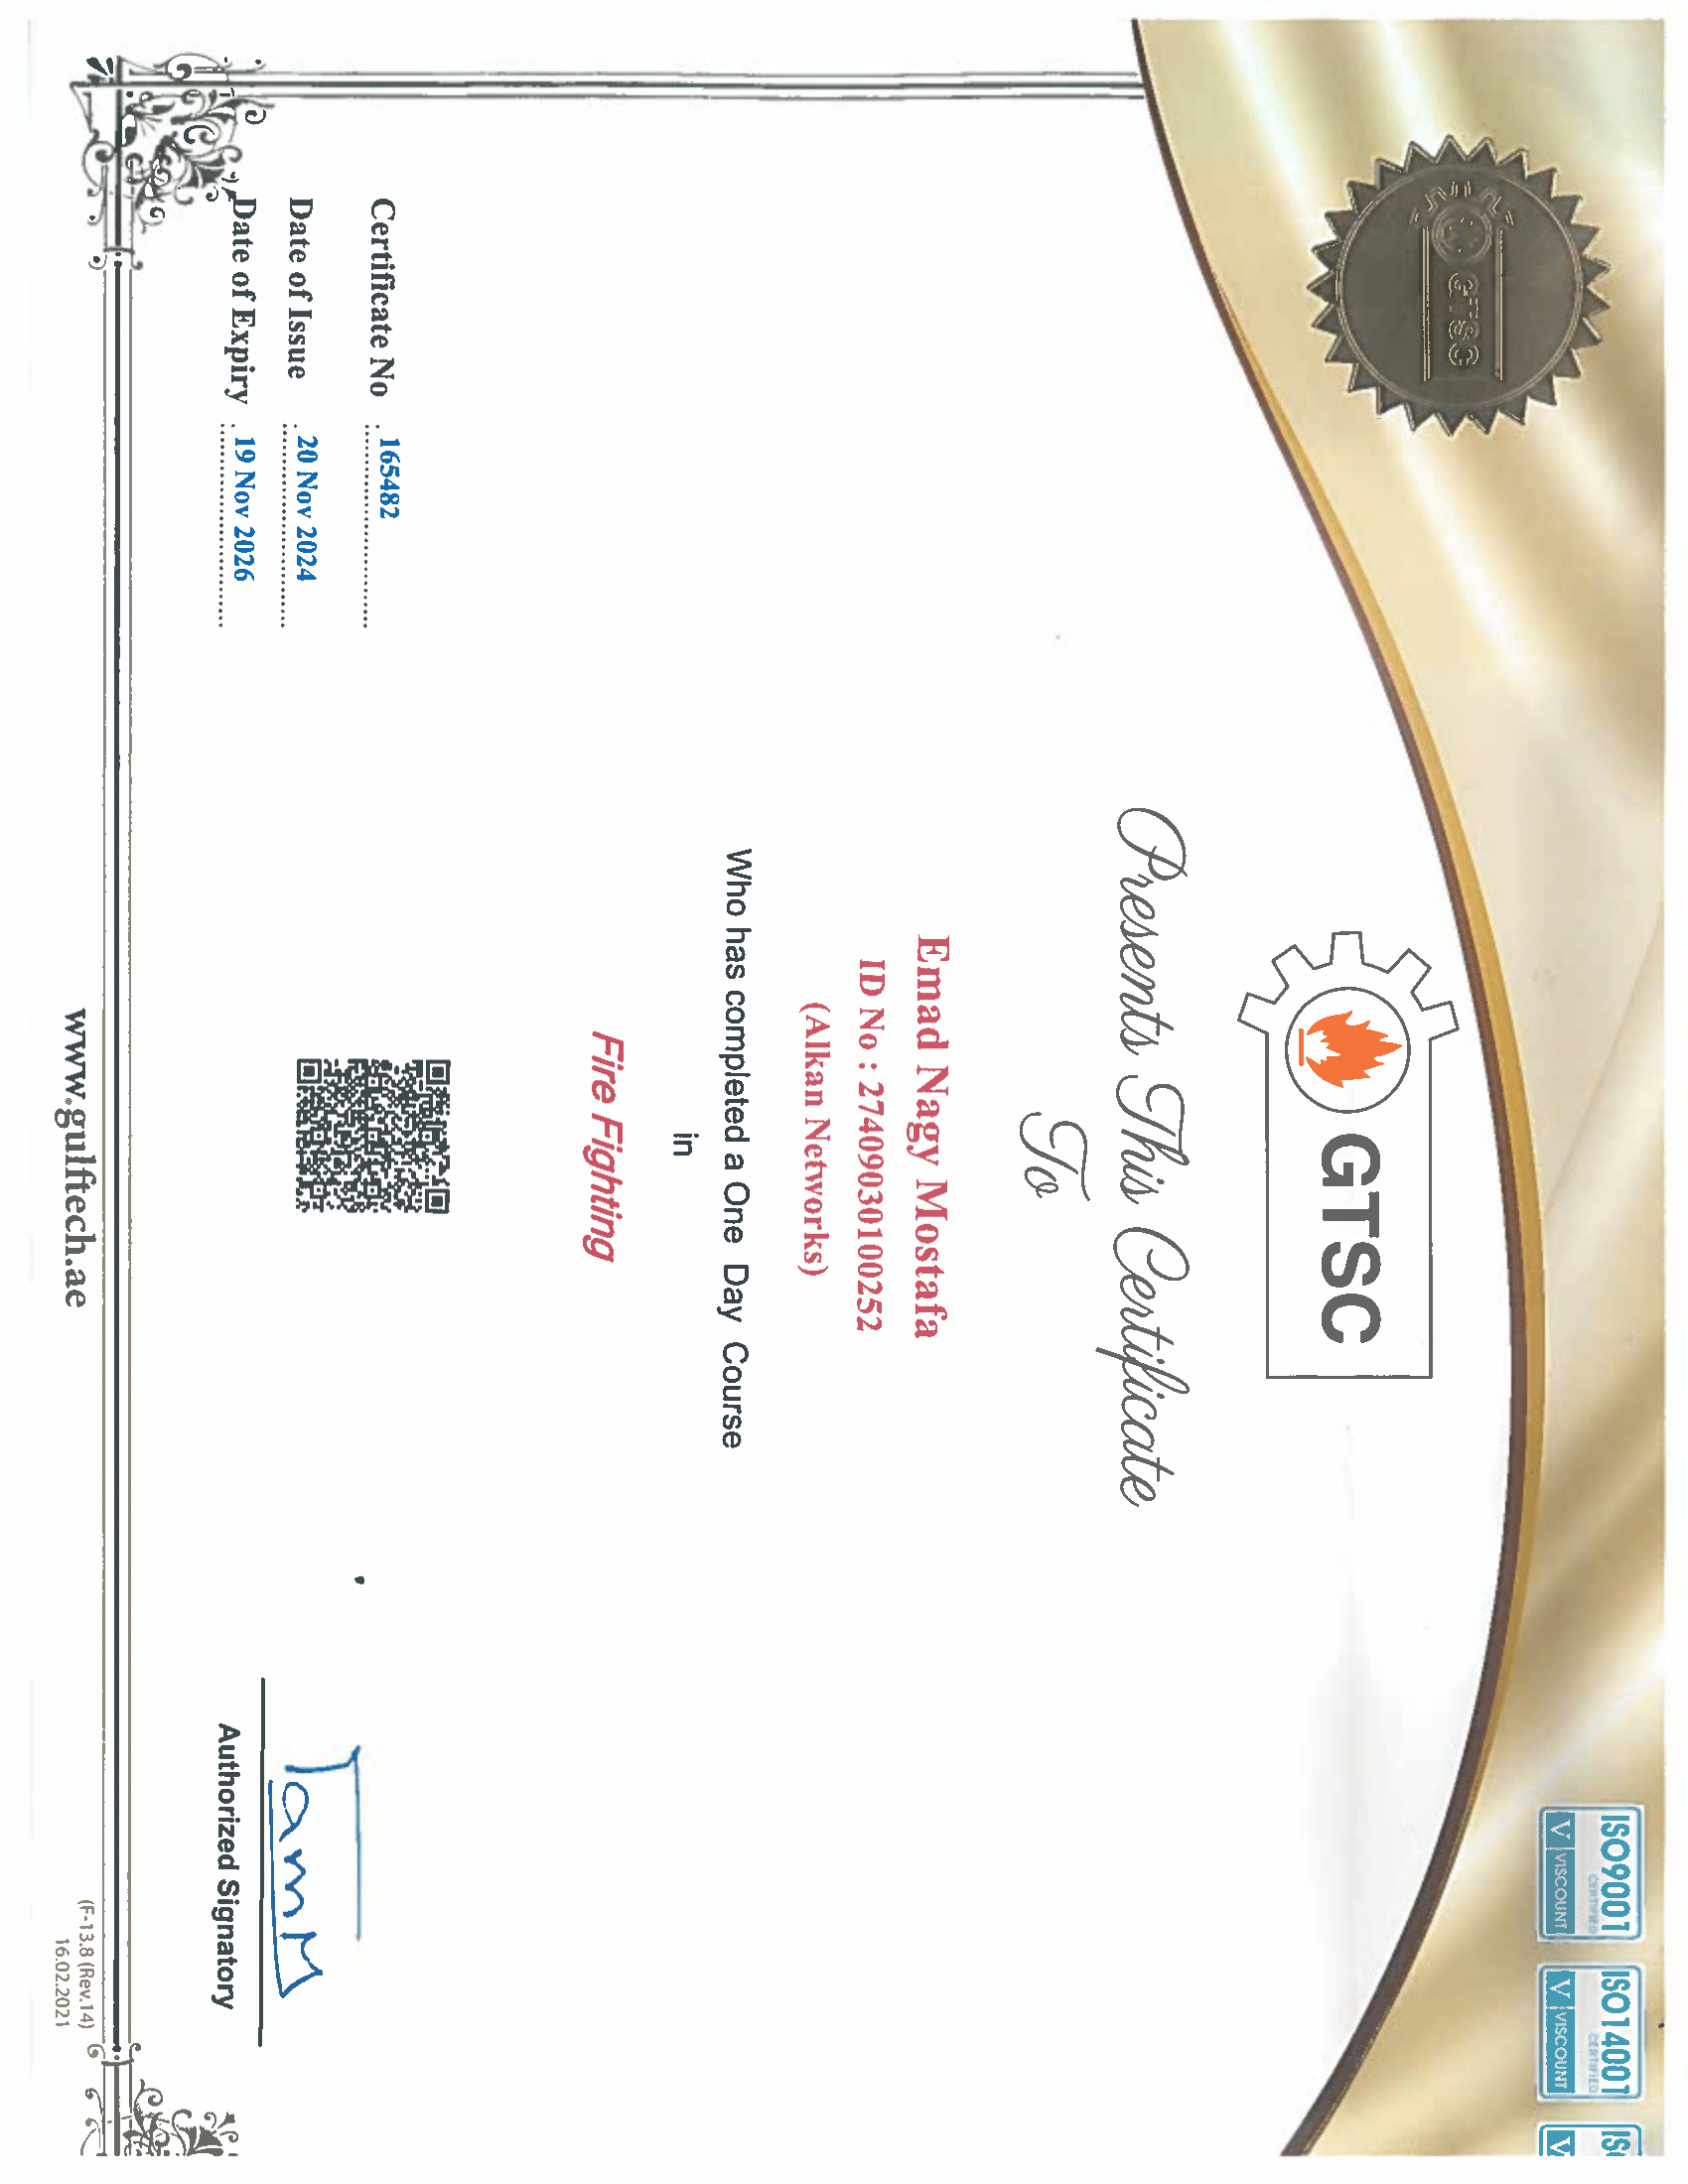 GTSC
ISO9001
CERTIFIED
V VISCOUNT
ISO14001
CERTIFIED
V VISCOUNT
GTSC
Presents This Certificate
To
Emad Nagy Mostafa
ID No : 27409030100252
(Alkan Networks)
Who has completed a One Day Course
in
Fire Fighting
Certificate No : 165482
Date of Issue : 20 Nov 2024
Date of Expiry : 19 Nov 2026
Authorized Signatory
www.gulftech.ae
(F-13.8 (Rev.14)
16.02.2021